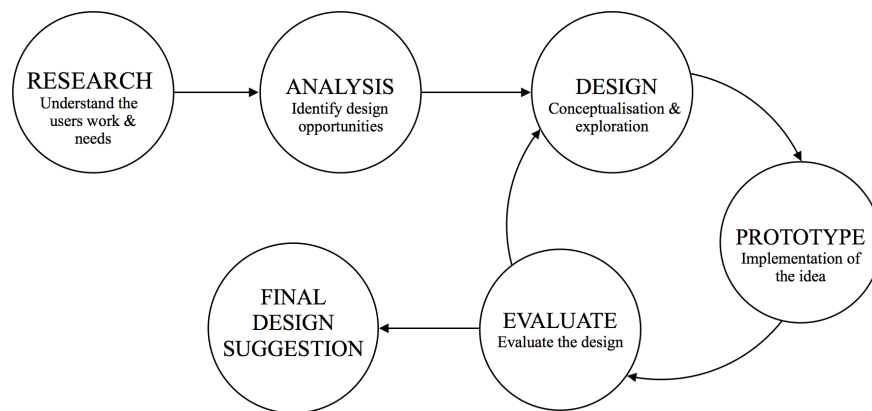 RESEARCH
Understand the
users work &
needs
ANALYSIS
Identify design
opportunities
DESIGN
Conceptualisation &
exploration
PROTOTYPE
Implementation of
the idea
EVALUATE
Evaluate the design
FINAL
DESIGN
SUGGESTION